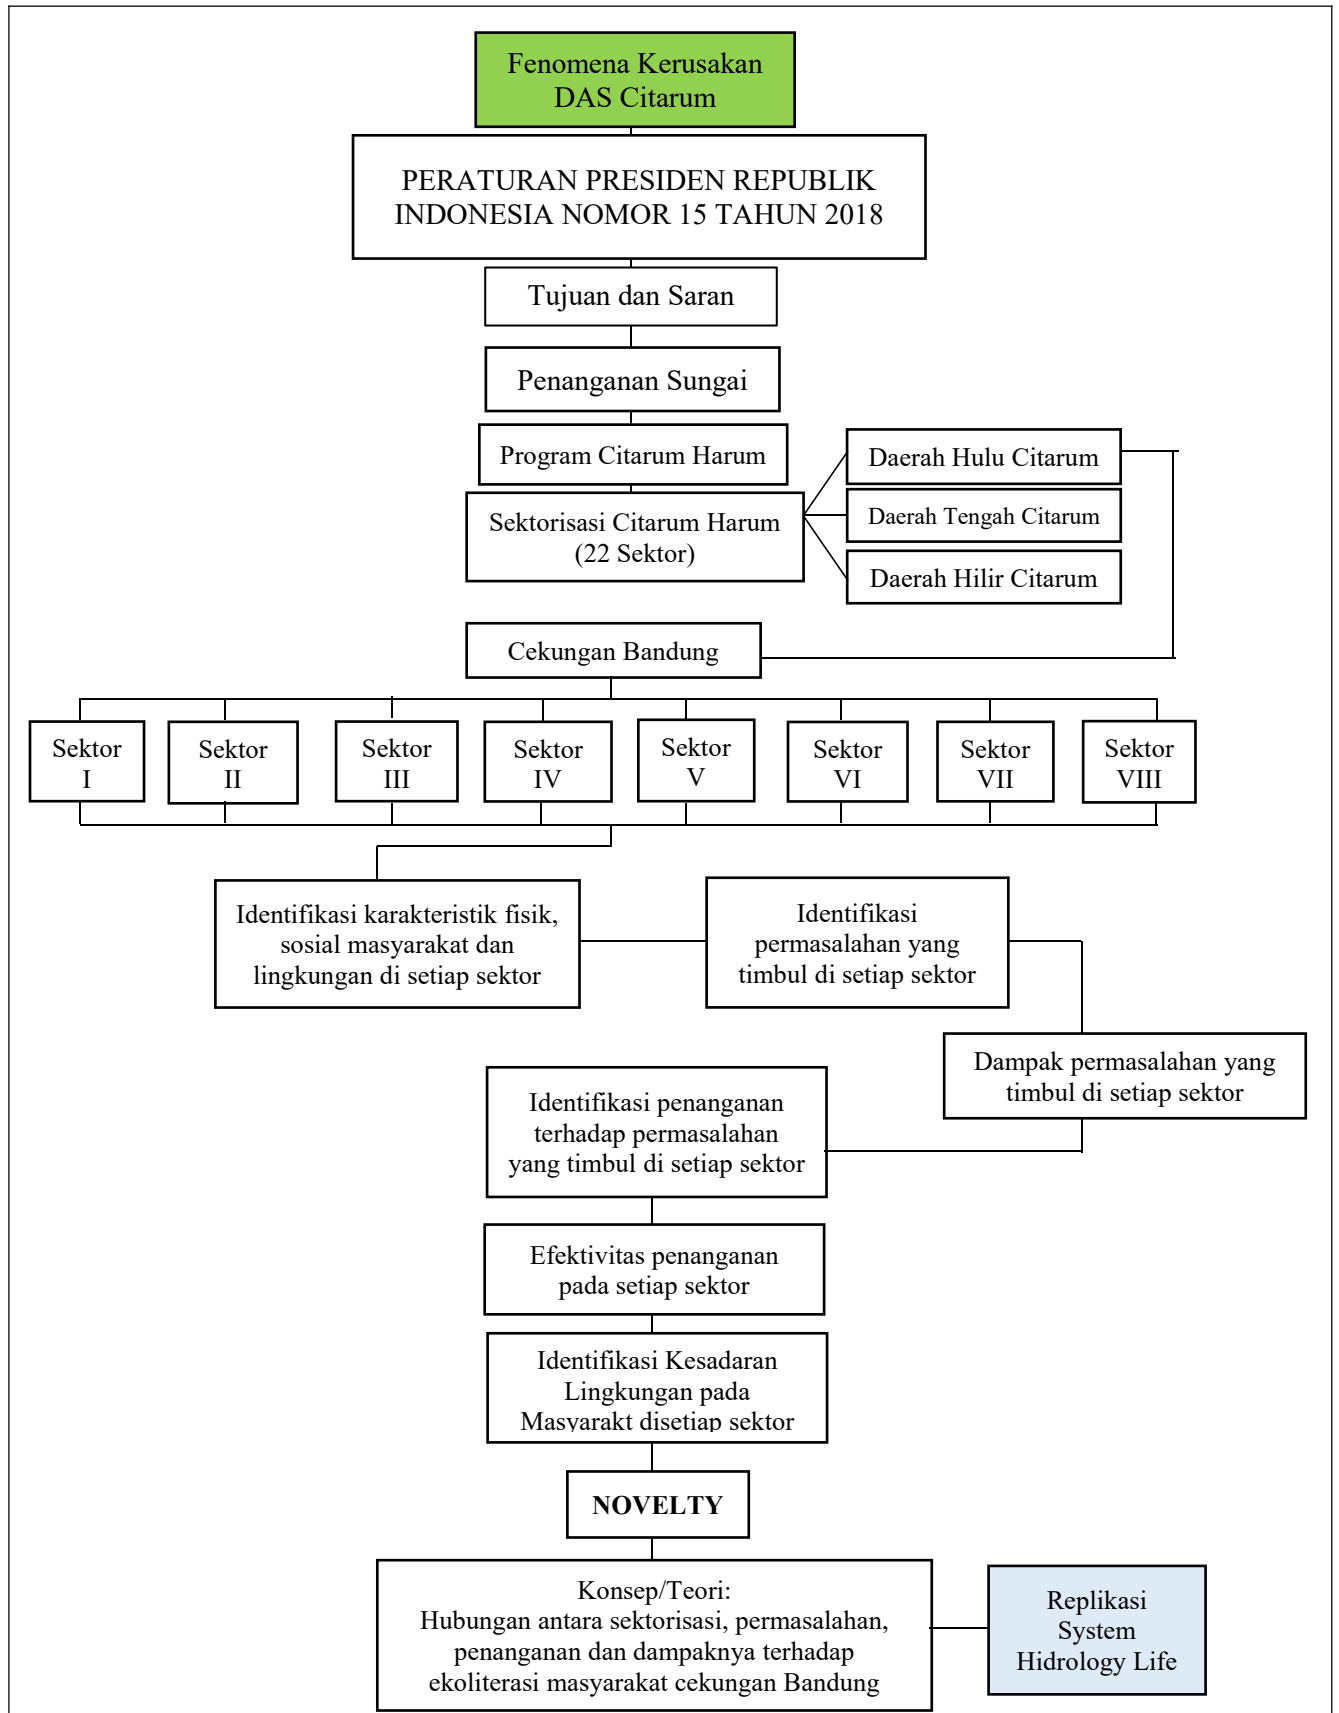 Fenomena Kerusakan
DAS Citarum
PERATURAN PRESIDEN REPUBLIK
INDONESIA NOMOR 15 TAHUN 2018
Tujuan dan Saran
Penanganan Sungai
Program Citarum Harum
Sektorisasi Citarum Harum
(22 Sektor)
Daerah Hulu Citarum
Daerah Tengah Citarum
Daerah Hilir Citarum
Cekungan Bandung
Sektor
I
Sektor
II
Sektor
III
Sektor
IV
Sektor
V
Sektor
VI
Sektor
VII
Sektor
VIII
Identifikasi karakteristik fisik,
sosial masyarakat dan
lingkungan di setiap sektor
Identifikasi
permasalahan yang
timbul di setiap sektor
Dampak permasalahan yang
timbul di setiap sektor
Identifikasi penanganan
terhadap permasalahan
yang timbul di setiap sektor
Efektivitas penanganan
pada setiap sektor
Identifikasi Kesadaran
Lingkungan pada
Masyarakt disetiap sektor
NOVELTY
Konsep/Teori:
Hubungan antara sektorisasi, permasalahan,
penanganan dan dampaknya terhadap
ekoliterasi masyarakat cekungan Bandung
Replikasi
System
Hidrology Life